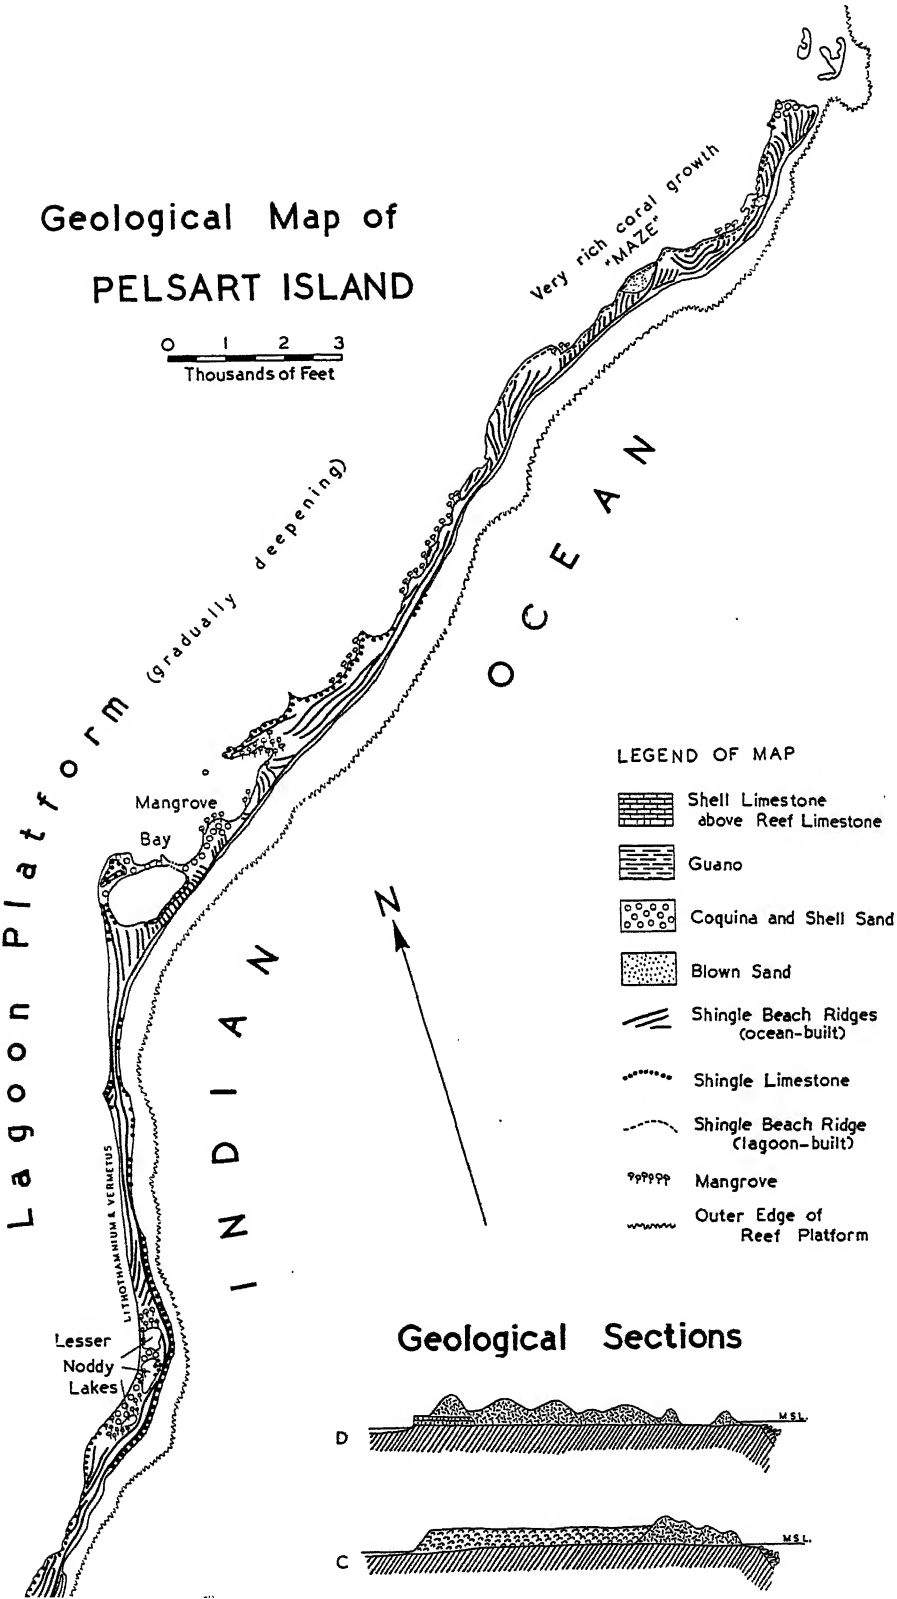 Geological Map of
PELSART ISLAND
0 1 2 3
Thousands of Feet
Very rich coral growth
"MAZE"
(gradually deepening)
Lagoon Platform
INDIAN OCEAN
Mangrove
Bay
N
LITHOTHAMNIUM & VERMETUS
Lesser
Noddy
Lakes
LEGEND OF MAP
Shell Limestone
above Reef Limestone
Guano
Coquina and Shell Sand
Blown Sand
Shingle Beach Ridges
(ocean-built)
Shingle Limestone
Shingle Beach Ridge
(lagoon-built)
Mangrove
Outer Edge of
Reef Platform
Geological Sections
D
M S L.
C
M S L.